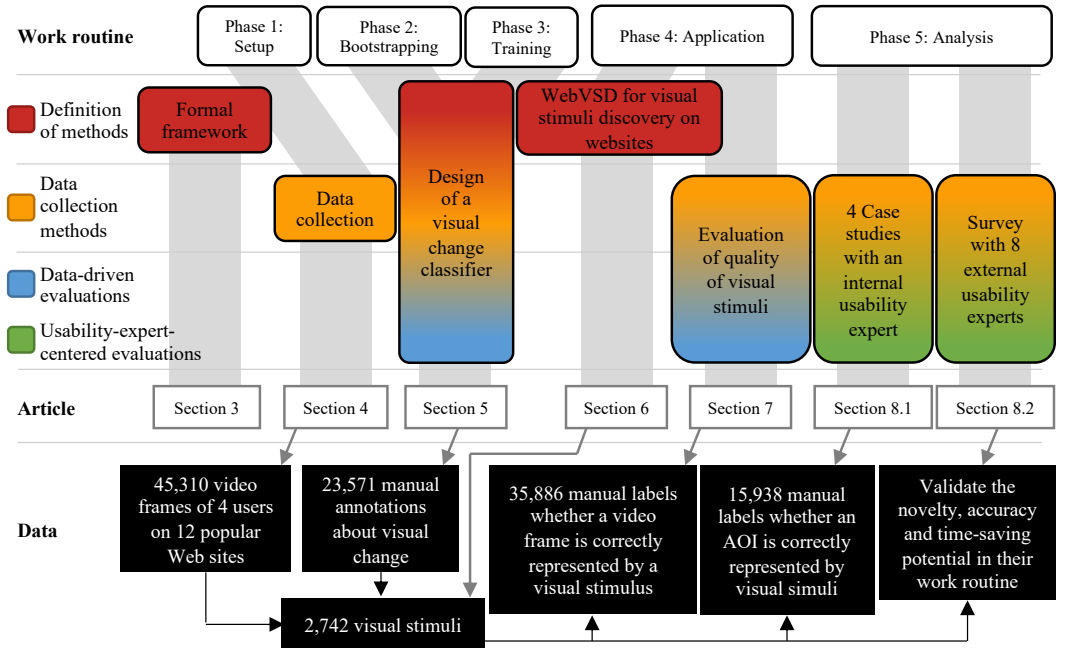 Work routine
Phase 1:
Setup
Phase 2:
Bootstrapping
Phase 3:
Training
Phase 4: Application
Phase 5: Analysis
Definition
of methods
Data
collection
methods
Data-driven
evaluations
Usability-expert-
centered evaluations
Formal
framework
Data
collection
Design
of a
visual
change
classifier
WebVSD for visual
stimuli discovery on
websites
Evaluation
of quality
of visual
stimuli
4 Case
studies
with an
internal
usability
expert
Survey
with 8
external
usability
experts
Article
Section 3
Section 4
Section 5
Section 6
Section 7
Section 8.1
Section 8.2
Data
45,310 video
frames of 4 users
on 12 popular
Web sites
23,571 manual
annotations
about visual
change
35,886 manual labels
whether a video
frame is correctly
represented by a
visual stimulus
15,938 manual
labels whether an
AOI is correctly
represented by
visual simuli
Validate the
novelty, accuracy
and time-saving
potential in their
work routine
2,742 visual stimuli